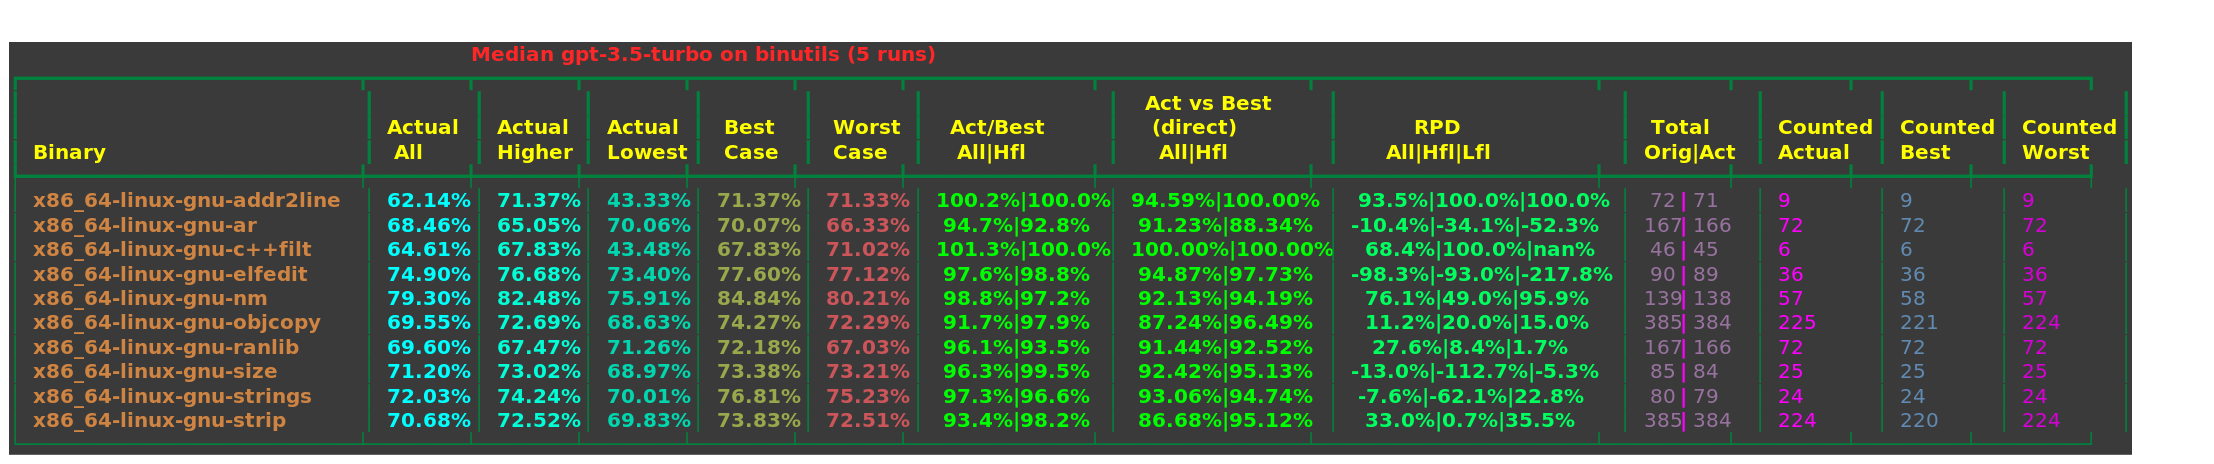 Median gpt-3.5-turbo on binutils (5 runs)
Act vs Best
Actual Actual Actual Best Worst Act/Best (direct) RPD Total Counted Counted Counted
Binary All Higher Lowest Case Case All|Hfl All|Hfl All|Hfl|Lfl Orig|Act Actual Best Worst
x86_64-linux-gnu-addr2line 62.14% 71.37% 43.33% 71.37% 71.33% 100.2%|100.0% 94.59%|100.00% 93.5%|100.0%|100.0% 72| 71 9 9 9
x86_64-linux-gnu-ar 68.46% 65.05% 70.06% 70.07% 66.33% 94.7%|92.8% 91.23%|88.34% -10.4%|-34.1%|-52.3% 167| 166 72 72 72
x86_64-linux-gnu-c++filt 64.61% 67.83% 43.48% 67.83% 71.02% 101.3%|100.0% 100.00%|100.00% 68.4%|100.0%|nan% 46| 45 6 6 6
x86_64-linux-gnu-elfedit 74.90% 76.68% 73.40% 77.60% 77.12% 97.6%|98.8% 94.87%|97.73% -98.3%|-93.0%|-217.8% 90| 89 36 36 36
x86_64-linux-gnu-nm 79.30% 82.48% 75.91% 84.84% 80.21% 98.8%|97.2% 92.13%|94.19% 76.1%|49.0%|95.9% 139| 138 57 58 57
x86_64-linux-gnu-objcopy 69.55% 72.69% 68.63% 74.27% 72.29% 91.7%|97.9% 87.24%|96.49% 11.2%|20.0%|15.0% 385| 384 225 221 224
x86_64-linux-gnu-ranlib 69.60% 67.47% 71.26% 72.18% 67.03% 96.1%|93.5% 91.44%|92.52% 27.6%|8.4%|1.7% 167| 166 72 72 72
x86_64-linux-gnu-size 71.20% 73.02% 68.97% 73.38% 73.21% 96.3%|99.5% 92.42%|95.13% -13.0%|-112.7%|-5.3% 85| 84 25 25 25
x86_64-linux-gnu-strings 72.03% 74.24% 70.01% 76.81% 75.23% 97.3%|96.6% 93.06%|94.74% -7.6%|-62.1%|22.8% 80| 79 24 24 24
x86_64-linux-gnu-strip 70.68% 72.52% 69.83% 73.83% 72.51% 93.4%|98.2% 86.68%|95.12% 33.0%|0.7%|35.5% 385| 384 224 220 224